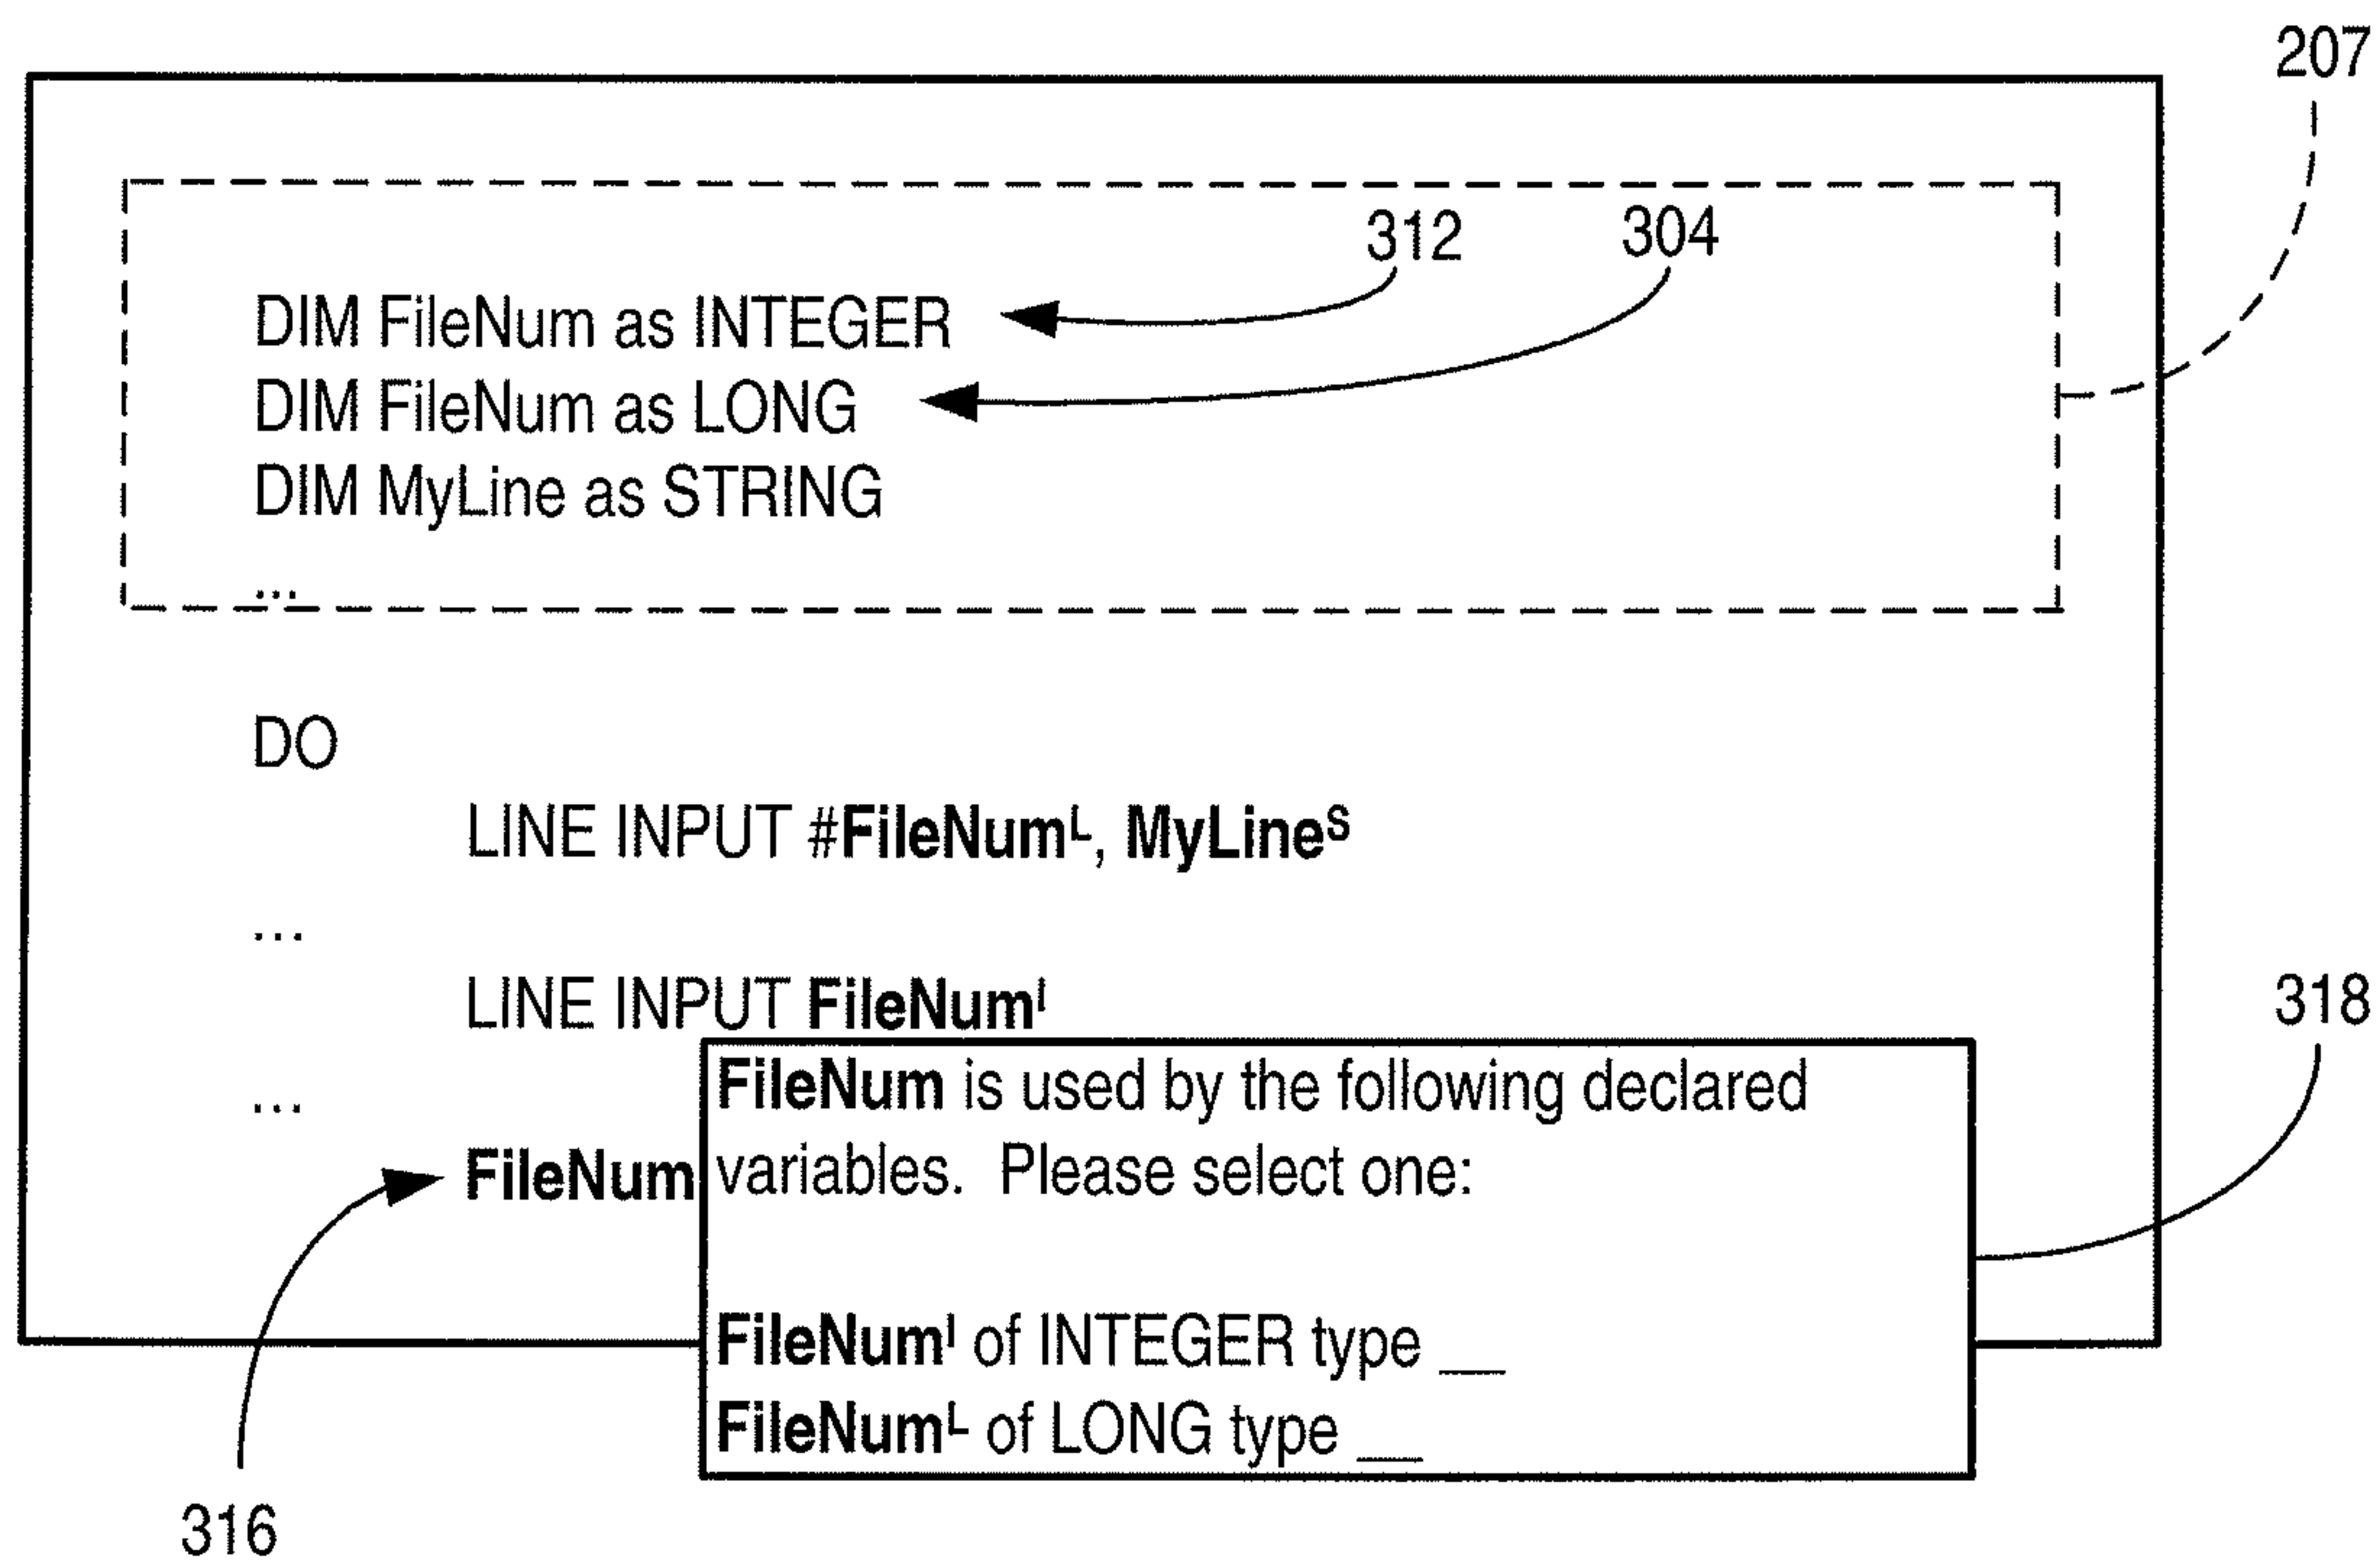 207
312 304
DIM FileNum as INTEGER
DIM FileNum as LONG
DIM MyLine as STRING
...
DO
LINE INPUT #FileNumᴸ, MyLineˢ
...
LINE INPUT FileNumᴵ
318
...
FileNum
FileNum is used by the following declared
variables. Please select one:
FileNumᴵ of INTEGER type __
FileNumᴸ of LONG type __
316